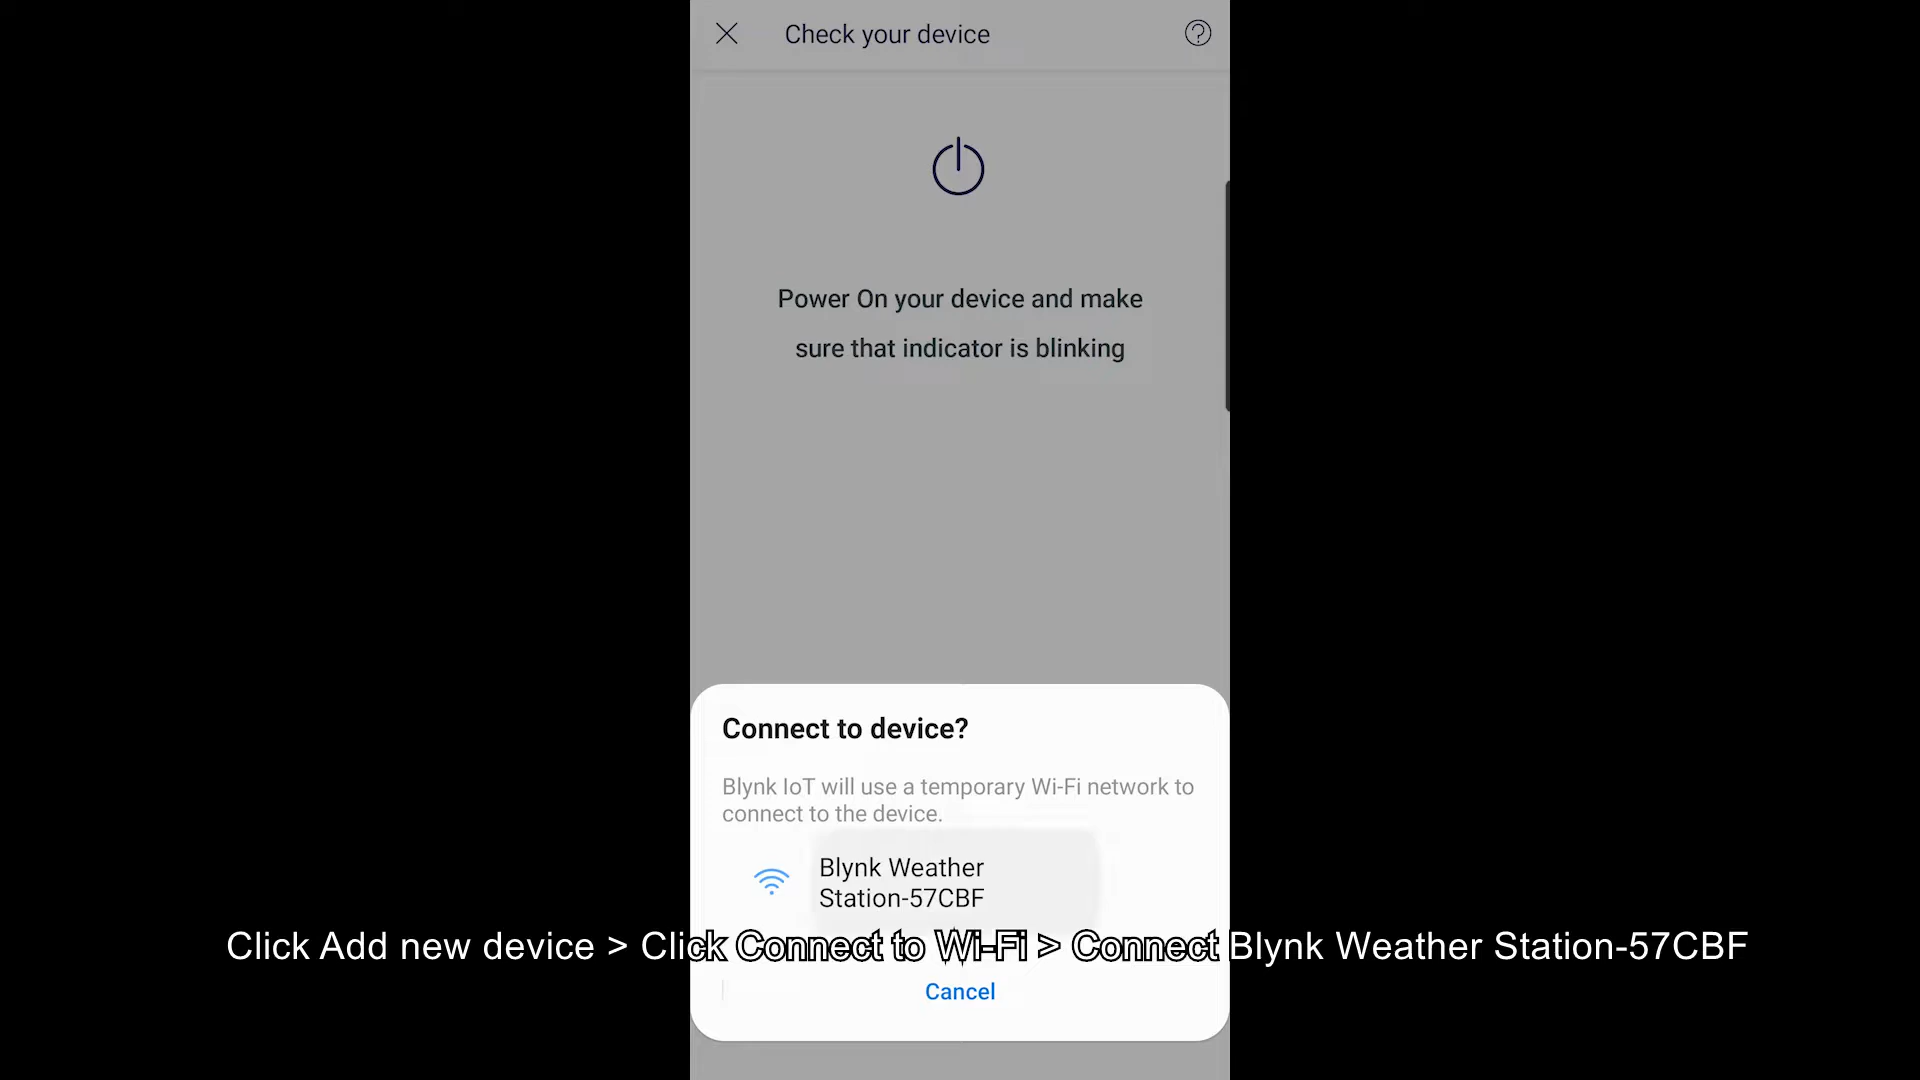 Check your device
Power On your device and make
sure that indicator is blinking
Connect to device?
Blynk IoT will use a temporary Wi-Fi network to
connect to the device.
Blynk Weather
Station-57CBF
Click Add new device > Click Connect to Wi-Fi > Connect Blynk Weather Station-57CBF
Cancel